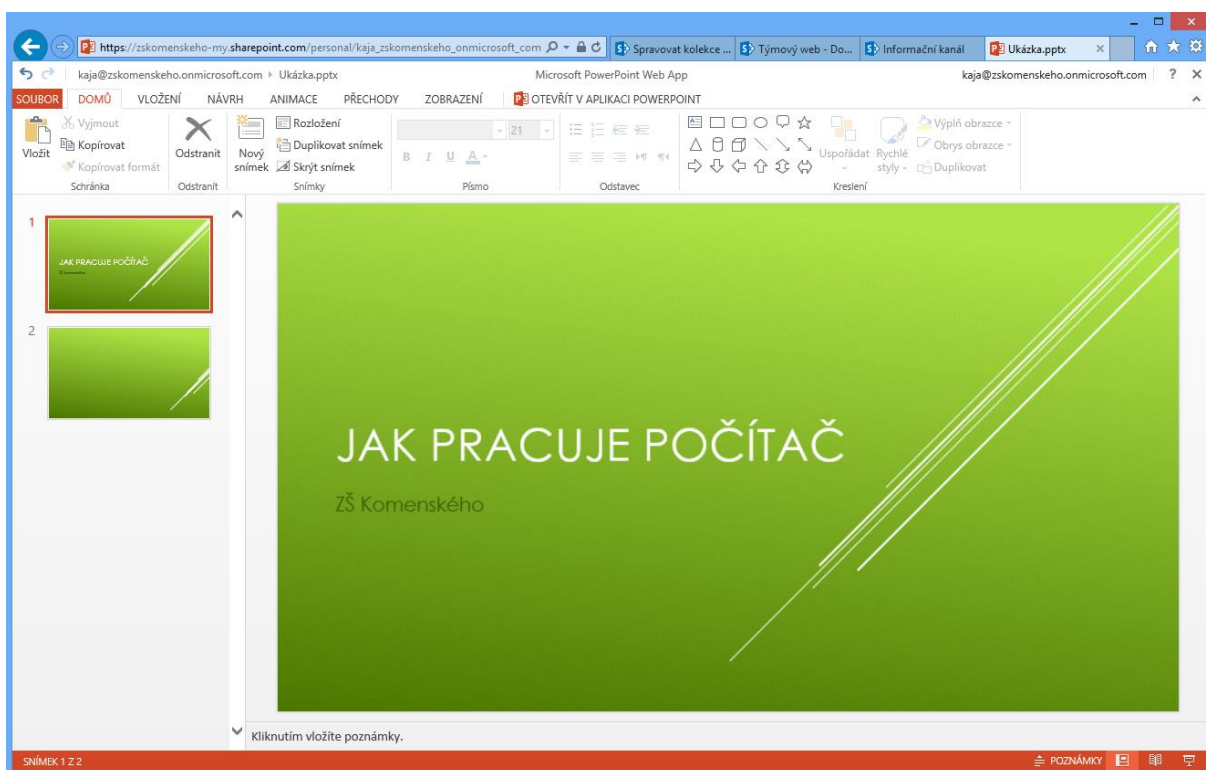 https://zskomenskeho-my.sharepoint.com/personal/kaja_zskomenskeho_onmicrosoft_com
Spravovat kolekce ...
Týmový web - Do...
Informační kanál
Ukázka.pptx
kaja@zskomenskeho.onmicrosoft.com ▸ Ukázka.pptx
Microsoft PowerPoint Web App
kaja@zskomenskeho.onmicrosoft.com
?
SOUBOR DOMŮ VLOŽENÍ NÁVRH ANIMACE PŘECHODY ZOBRAZENÍ OTEVŘÍT V APLIKACI POWERPOINT
Vložit
Vyjmout
Kopírovat
Kopírovat formát
Schránka
Odstranit
Odstranit
Nový snímek
Rozložení
Duplikovat snímek
Skrýt snímek
Snímky
21
B I U A
Písmo
Odstavec
Uspořádat
Rychlé styly
Výplň obrazce
Obrys obrazce
Duplikovat
Kreslení
1
JAK PRACUJE POČÍTAČ
ZŠ Komenského
2
JAK PRACUJE POČÍTAČ
ZŠ Komenského
Kliknutím vložíte poznámky.
SNÍMEK 1 Z 2
POZNÁMKY